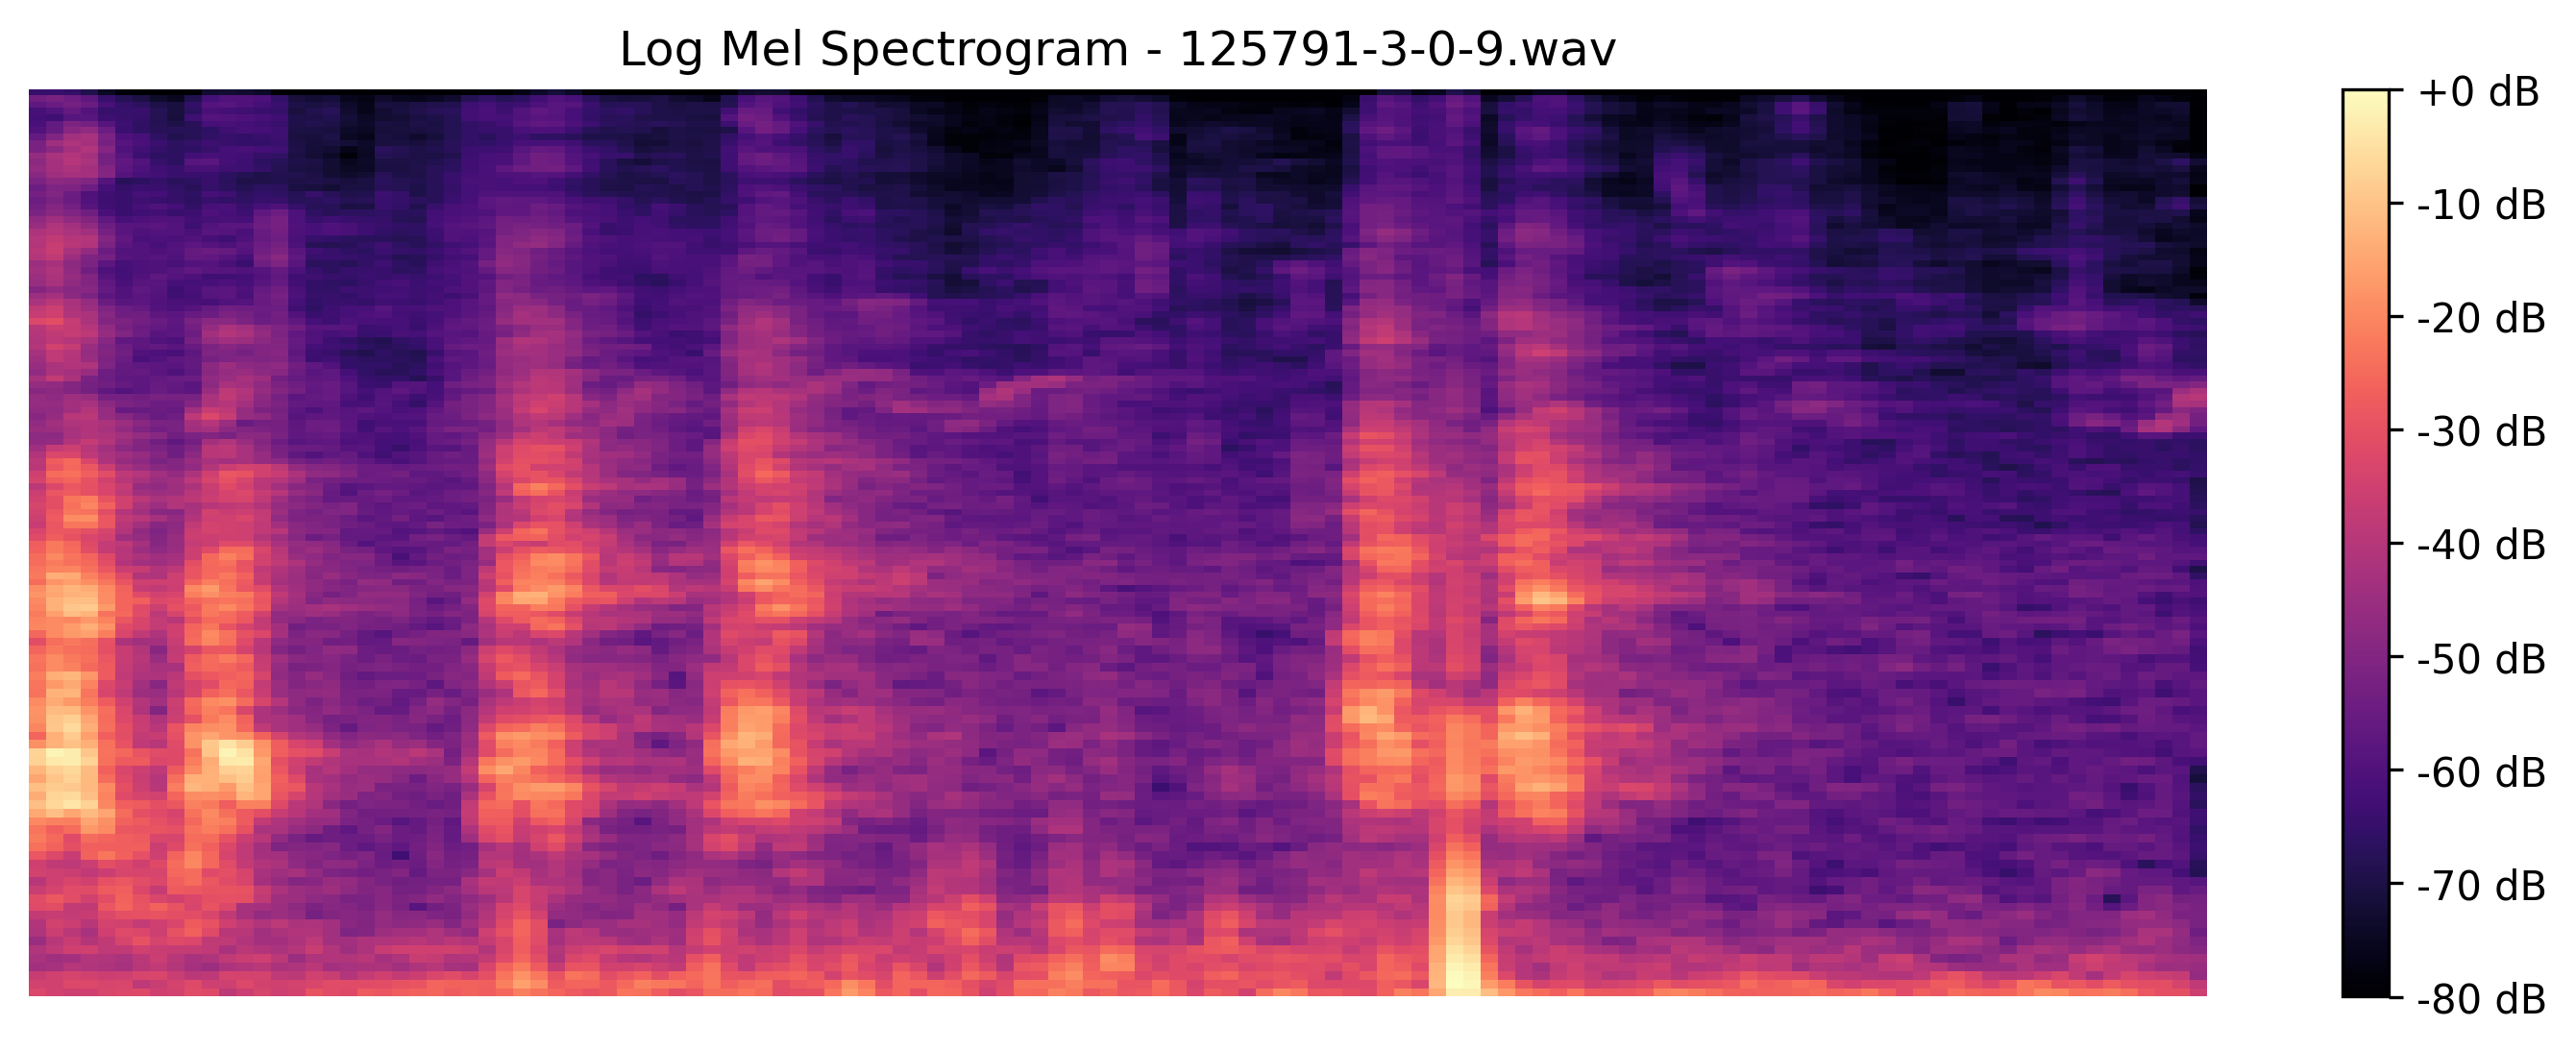 Log Mel Spectrogram - 125791-3-0-9.wav
+0 dB
-10 dB
-20 dB
-30 dB
-40 dB
-50 dB
-60 dB
-70 dB
-80 dB